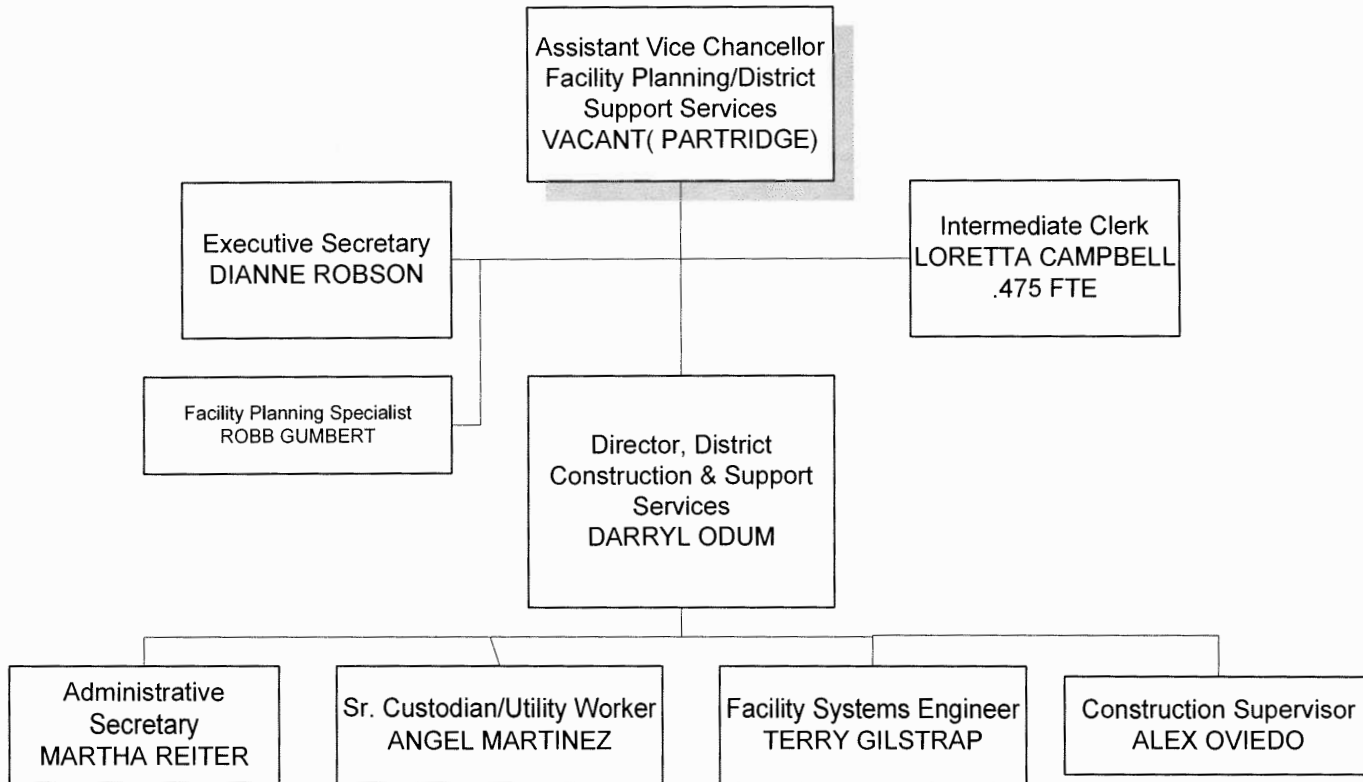 Assistant Vice Chancellor
Facility Planning/District
Support Services
VACANT( PARTRIDGE)
Executive Secretary
DIANNE ROBSON
Intermediate Clerk
LORETTA CAMPBELL
.475 FTE
Facility Planning Specialist
ROBB GUMBERT
Director, District
Construction & Support
Services
DARRYL ODUM
Administrative
Secretary
MARTHA REITER
Sr. Custodian/Utility Worker
ANGEL MARTINEZ
Facility Systems Engineer
TERRY GILSTRAP
Construction Supervisor
ALEX OVIEDO